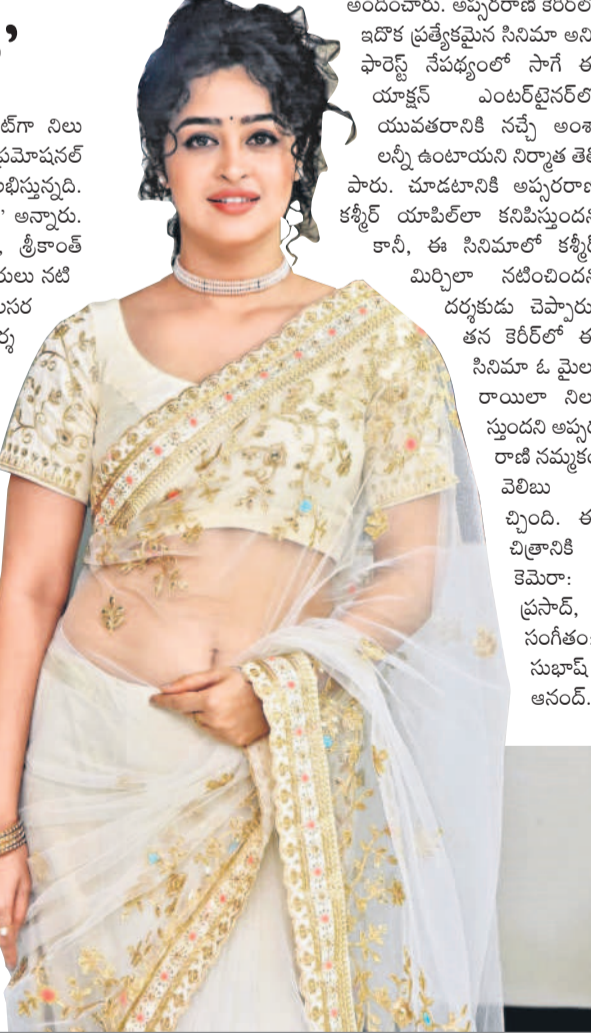 ’
ట్‌గా నిలు
ప్రమోషనల్
భిస్తున్నది.
’ అన్నారు.
, శ్రీకాంత్
రులు నటి
లసర
ర్శ
అందించారు. అప్సరరాణి కెరీర్‌లో
ఇదొక ప్రత్యేకమైన సినిమా అని
ఫారెస్ట్ నేపథ్యంలో సాగే ఈ
యాక్షన్ ఎంటర్‌టైనర్‌లో
యువతరానికి నచ్చే అంశా
లన్నీ ఉంటాయని నిర్మాత తెలి
పారు. చూడటానికి అప్సరరాణి
కశ్మీర్ యాపిల్‌లా కనిపిస్తుందని
కానీ, ఈ సినిమాలో కశ్మీర్
మిర్చిలా నటించిందని
దర్శకుడు చెప్పారు
తన కెరీర్‌లో ఈ
సినిమా ఓ మైలు
రాయిలా నిలు
స్తుందని అప్సర
రాణి నమ్మకం
వెలిబు
చ్చింది. ఈ
చిత్రానికి
కెమెరా:
ప్రసాద్,
సంగీతం:
సుభాష్
ఆనంద్.